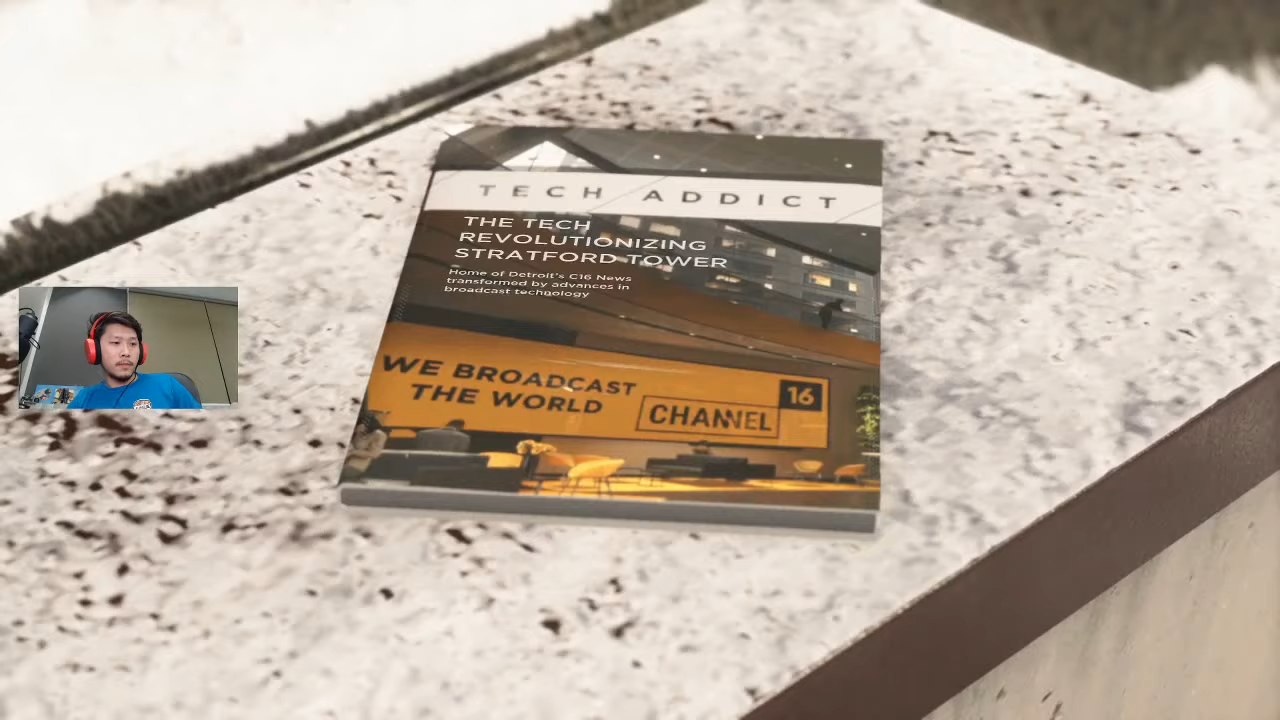 TECH ADDICT
THE TECH
REVOLUTIONIZING
STRATFORD TOWER
Home of Detroit's C16 News
transformed by advances in
broadcast technology
WE BROADCAST
THE WORLD
CHANNEL
16